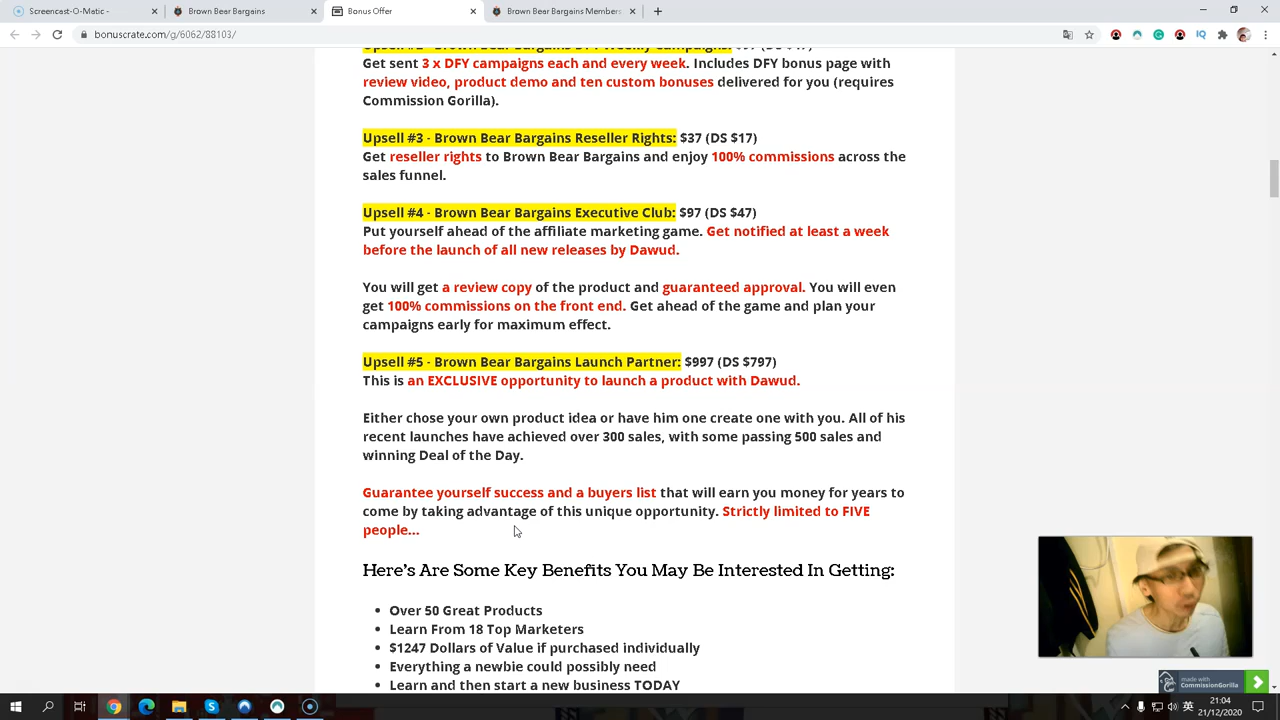 Screencast-O-Matic -
Brown Bear Bargains
Bonus Offer
Brown Bear Bargains Members
bonuscrate.com/g/6062/88103/
Get sent 3 x DFY campaigns each and every week. Includes DFY bonus page with
review video, product demo and ten custom bonuses delivered for you (requires
Commission Gorilla).
Upsell #3 - Brown Bear Bargains Reseller Rights: $37 (DS $17)
Get reseller rights to Brown Bear Bargains and enjoy 100% commissions across the
sales funnel.
Upsell #4 - Brown Bear Bargains Executive Club: $97 (DS $47)
Put yourself ahead of the affiliate marketing game. Get notified at least a week
before the launch of all new releases by Dawud.
You will get a review copy of the product and guaranteed approval. You will even
get 100% commissions on the front end. Get ahead of the game and plan your
campaigns early for maximum effect.
Upsell #5 - Brown Bear Bargains Launch Partner: $997 (DS $797)
This is an EXCLUSIVE opportunity to launch a product with Dawud.
Either chose your own product idea or have him one create one with you. All of his
recent launches have achieved over 300 sales, with some passing 500 sales and
winning Deal of the Day.
Guarantee yourself success and a buyers list that will earn you money for years to
come by taking advantage of this unique opportunity. Strictly limited to FIVE
people...
Here's Are Some Key Benefits You May Be Interested In Getting:
• Over 50 Great Products
• Learn From 18 Top Marketers
• $1247 Dollars of Value if purchased individually
• Everything a newbie could possibly need
• Learn and then start a new business TODAY
made with
CommissionGorilla
英
21:04
21/12/2020